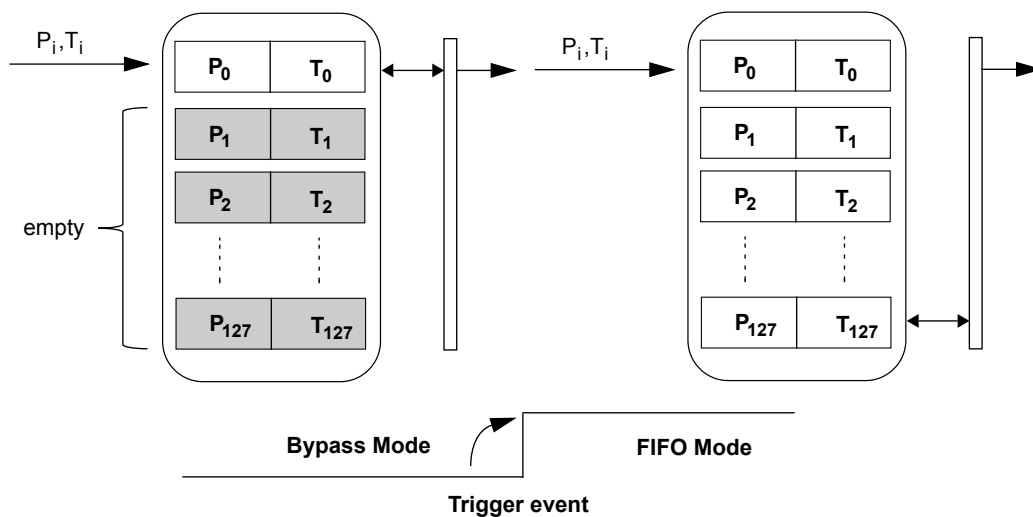 Pi,Ti
P0 T0
P1 T1
P2 T2
P127 T127
empty
Pi,Ti
P0 T0
P1 T1
P2 T2
P127 T127
Bypass Mode
FIFO Mode
Trigger event